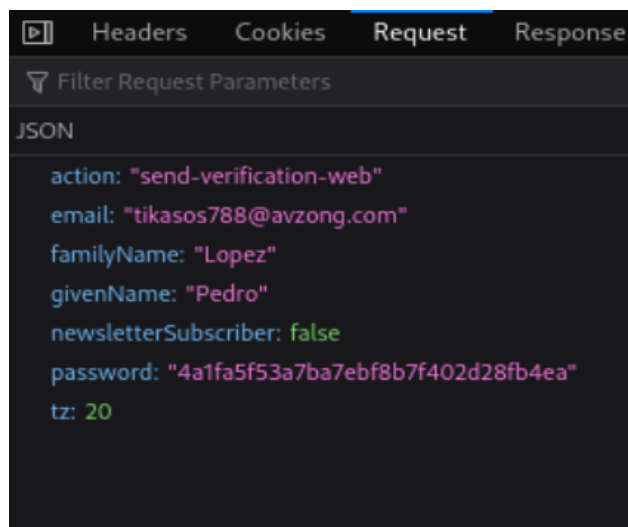 Headers Cookies Request Response
Filter Request Parameters
JSON
action: "send-verification-web"
email: "tikasos788@avzong.com"
familyName: "Lopez"
givenName: "Pedro"
newsletterSubscriber: false
password: "4a1fa5f53a7ba7ebf8b7f402d28fb4ea"
tz: 20